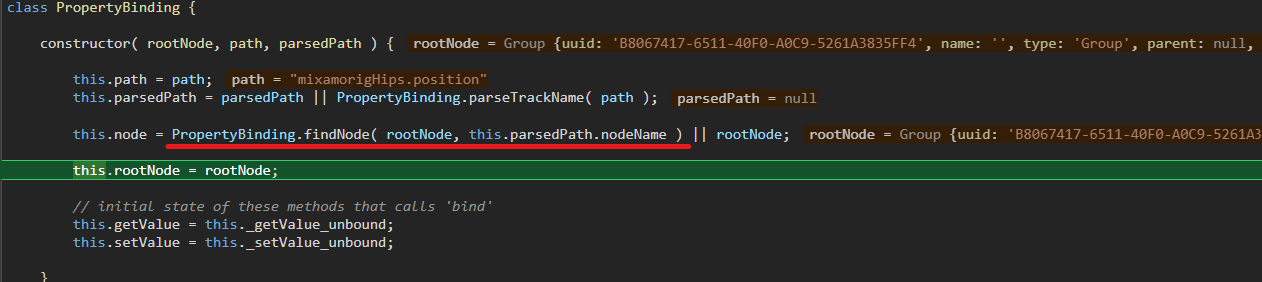 class PropertyBinding {
constructor( rootNode, path, parsedPath ) { rootNode = Group {uuid: 'B8067417-6511-40F0-A0C9-5261A3835FF4', name: '', type: 'Group', parent: null,
this.path = path; path = "mixamorigHips.position"
this.parsedPath = parsedPath || PropertyBinding.parseTrackName( path ); parsedPath = null
this.node = PropertyBinding.findNode( rootNode, this.parsedPath.nodeName ) || rootNode; rootNode = Group {uuid: 'B8067417-6511-40F0-A0C9-5261A3
this.rootNode = rootNode;
// initial state of these methods that calls 'bind'
this.getValue = this._getValue_unbound;
this.setValue = this._setValue_unbound;
}